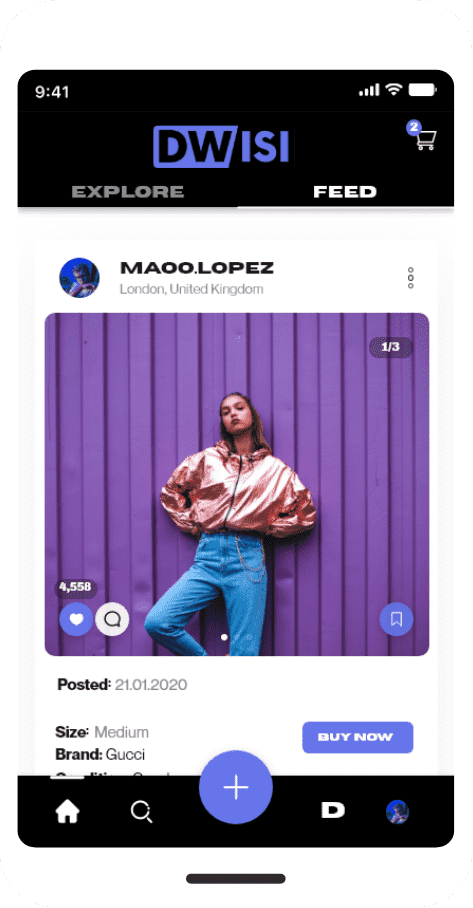 9:41
2
DWISI
EXPLORE FEED
MAOO.LOPEZ
London, United Kingdom
1/3
4,558
Posted: 21.01.2020
Size: Medium
BUY NOW
Brand: Gucci
D